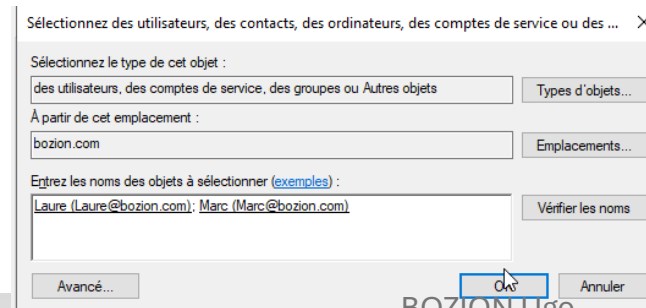 Sélectionnez des utilisateurs, des contacts, des ordinateurs, des comptes de service ou des ...
Sélectionnez le type de cet objet :
des utilisateurs, des comptes de service, des groupes ou Autres objets
Types d'objets...
À partir de cet emplacement :
bozion.com
Emplacements...
Entrez les noms des objets à sélectionner (exemples) :
Laure (Laure@bozion.com); Marc (Marc@bozion.com)
Vérifier les noms
Avancé...
OK
Annuler
BOZION